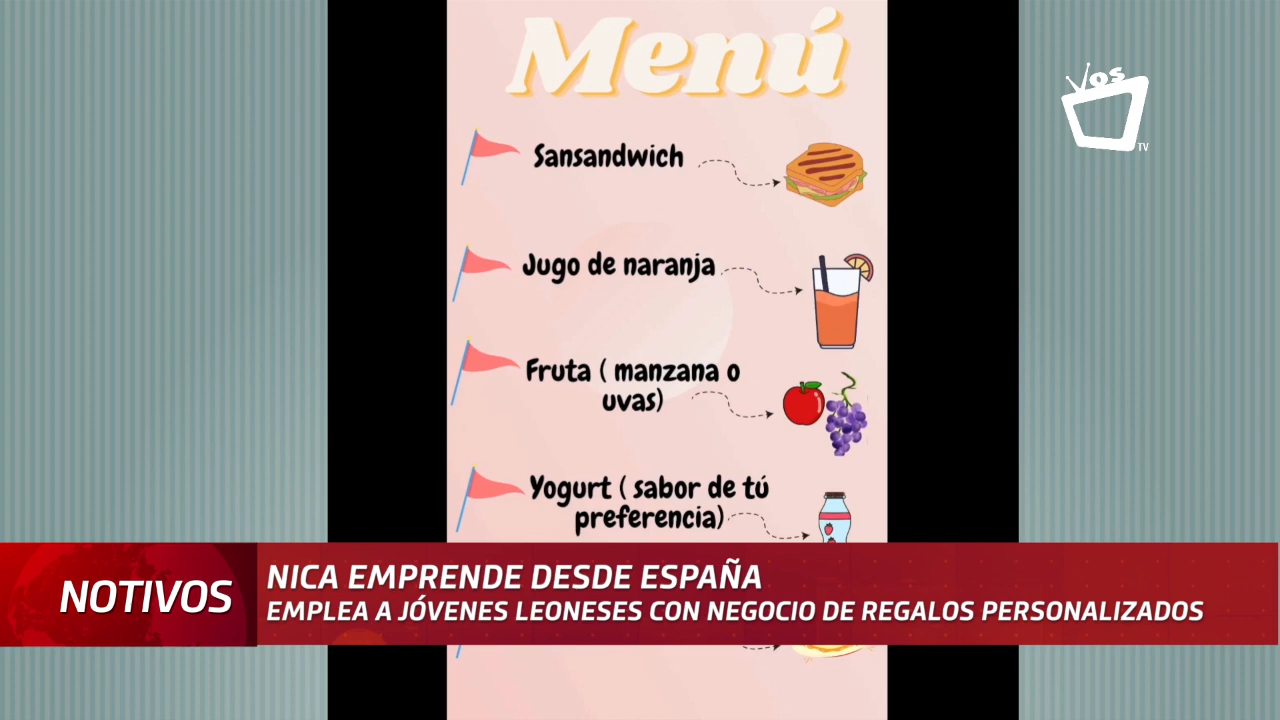 Menú
VOS
TV
Sansandwich
Jugo de naranja
Fruta ( manzana o
uvas)
Yogurt ( sabor de tú
preferencia)
NOTIVOS
NICA EMPRENDE DESDE ESPAÑA
EMPLEA A JÓVENES LEONESES CON NEGOCIO DE REGALOS PERSONALIZADOS